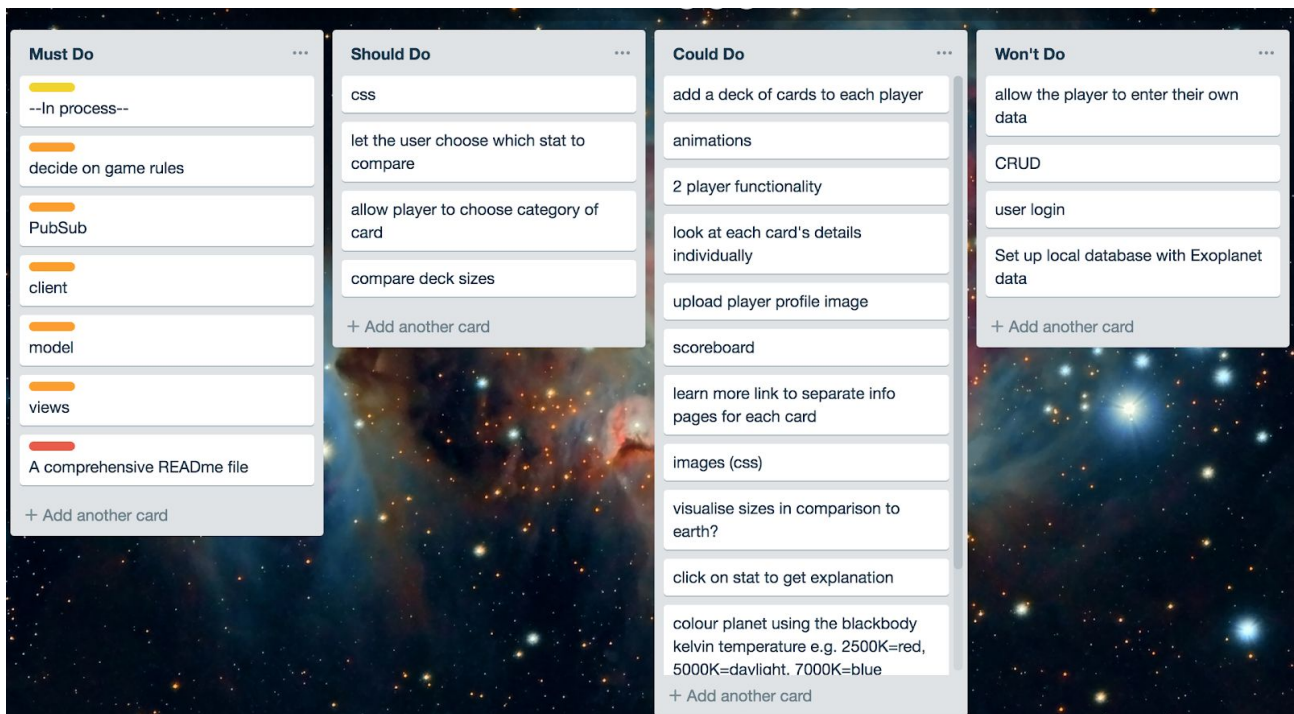 Must Do
--In process--
decide on game rules
PubSub
client
model
views
A comprehensive READme file
+ Add another card
Should Do
css
let the user choose which stat to
compare
allow player to choose category of
card
compare deck sizes
+ Add another card
Could Do
add a deck of cards to each player
animations
2 player functionality
look at each card's details
individually
upload player profile image
scoreboard
learn more link to separate info
pages for each card
images (css)
visualise sizes in comparison to
earth?
click on stat to get explanation
colour planet using the blackbody
kelvin temperature e.g. 2500K=red,
5000K=daylight, 7000K=blue
+ Add another card
Won't Do
allow the player to enter their own
data
CRUD
user login
Set up local database with Exoplanet
data
+ Add another card